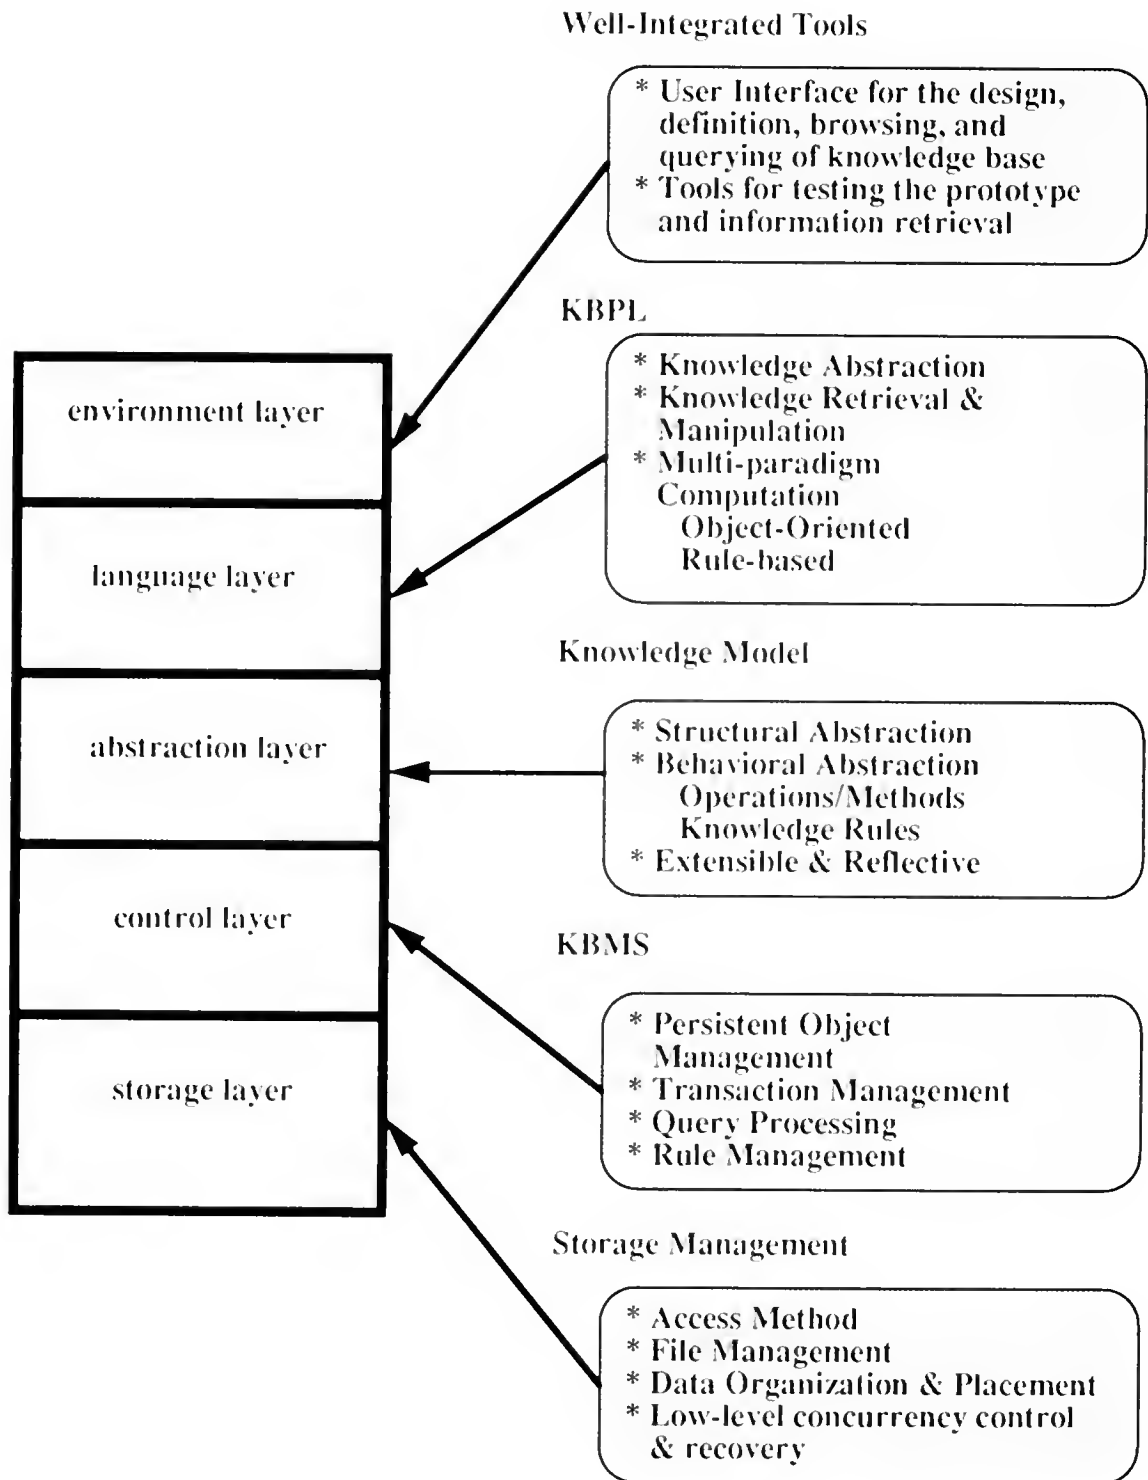 Well-Integrated Tools
* User Interface for the design,
definition, browsing, and
querying of knowledge base
* Tools for testing the prototype
and information retrieval
KBPL
* Knowledge Abstraction
* Knowledge Retrieval &
Manipulation
* Multi-paradigm
Computation
Object-Oriented
Rule-based
environment layer
language layer
abstraction layer
control layer
storage layer
Knowledge Model
* Structural Abstraction
* Behavioral Abstraction
Operations/Methods
Knowledge Rules
* Extensible & Reflective
KBMS
* Persistent Object
Management
* Transaction Management
* Query Processing
* Rule Management
Storage Management
* Access Method
* File Management
* Data Organization & Placement
* Low-level concurrency control
& recovery